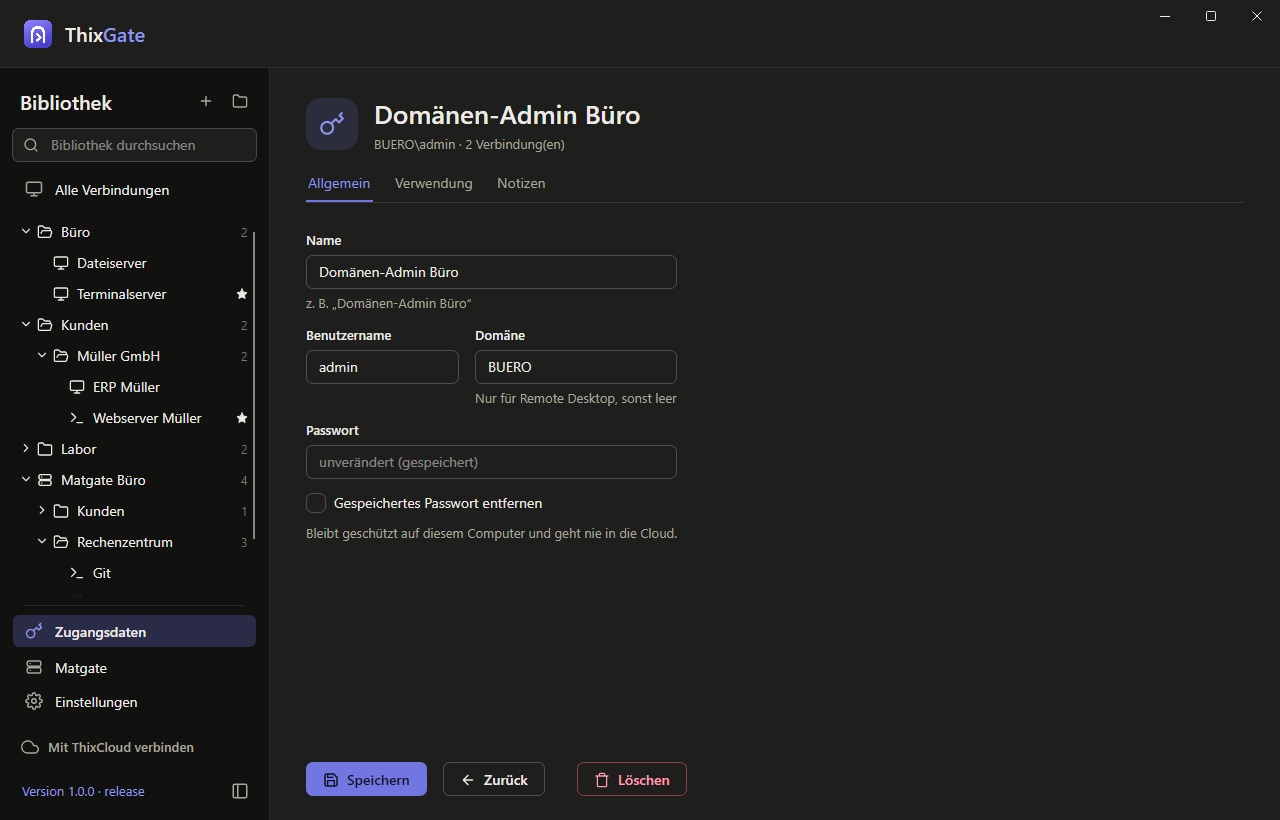 ThixGate
Bibliothek
Bibliothek durchsuchen
Alle Verbindungen
Büro 2
Dateiserver
Terminalserver
Kunden 2
Müller GmbH 2
ERP Müller
Webserver Müller
Labor 2
Matgate Büro 4
Kunden 1
Rechenzentrum 3
Git
Zugangsdaten
Matgate
Einstellungen
Mit ThixCloud verbinden
Version 1.0.0 · release
Domänen-Admin Büro
BUERO\admin · 2 Verbindung(en)
Allgemein Verwendung Notizen
Name
Domänen-Admin Büro
z. B. „Domänen-Admin Büro“
Benutzername Domäne
admin BUERO
Nur für Remote Desktop, sonst leer
Passwort
unverändert (gespeichert)
Gespeichertes Passwort entfernen
Bleibt geschützt auf diesem Computer und geht nie in die Cloud.
Speichern Zurück Löschen